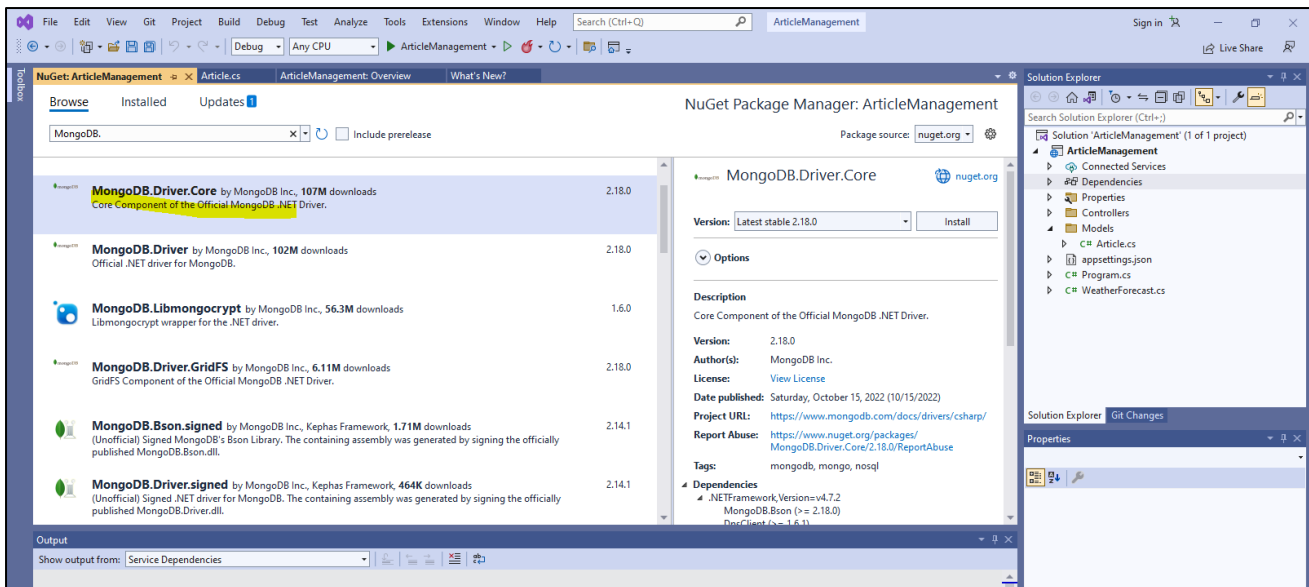 File Edit View Git Project Build Debug Test Analyze Tools Extensions Window Help Search (Ctrl+Q) ArticleManagement Sign in
Debug Any CPU ArticleManagement Live Share
Toolbox
NuGet: ArticleManagement Article.cs ArticleManagement: Overview What's New?
Browse Installed Updates 1
NuGet Package Manager: ArticleManagement
MongoDB. Include prerelease
Package source: nuget.org
MongoDB.Driver.Core by MongoDB Inc., 107M downloads 2.18.0
Core Component of the Official MongoDB .NET Driver.
MongoDB.Driver by MongoDB Inc., 102M downloads 2.18.0
Official .NET driver for MongoDB.
MongoDB.Libmongocrypt by MongoDB Inc., 56.3M downloads 1.6.0
Libmongocrypt wrapper for the .NET driver.
MongoDB.Driver.GridFS by MongoDB Inc., 6.11M downloads 2.18.0
GridFS Component of the Official MongoDB .NET Driver.
MongoDB.Bson.signed by MongoDB Inc., Kephas Framework, 1.71M downloads 2.14.1
(Unofficial) Signed MongoDB's Bson Library. The containing assembly was generated by signing the officially
published MongoDB.Bson.dll.
MongoDB.Driver.signed by MongoDB Inc., Kephas Framework, 464K downloads 2.14.1
(Unofficial) Signed .NET driver for MongoDB. The containing assembly was generated by signing the officially
published MongoDB.Driver.dll.
MongoDB.Driver.Core nuget.org
Version: Latest stable 2.18.0 Install
Options
Description
Core Component of the Official MongoDB .NET Driver.
Version: 2.18.0
Author(s): MongoDB Inc.
License: View License
Date published: Saturday, October 15, 2022 (10/15/2022)
Project URL: https://www.mongodb.com/docs/drivers/csharp/
Report Abuse: https://www.nuget.org/packages/
MongoDB.Driver.Core/2.18.0/ReportAbuse
Tags: mongodb, mongo, nosql
Dependencies
.NETFramework,Version=v4.7.2
MongoDB.Bson (>= 2.18.0)
DnsClient (>= 1.6.1)
Solution Explorer
Search Solution Explorer (Ctrl+;)
Solution 'ArticleManagement' (1 of 1 project)
ArticleManagement
Connected Services
Dependencies
Properties
Controllers
Models
C# Article.cs
appsettings.json
C# Program.cs
C# WeatherForecast.cs
Solution Explorer Git Changes
Properties
Output
Show output from: Service Dependencies